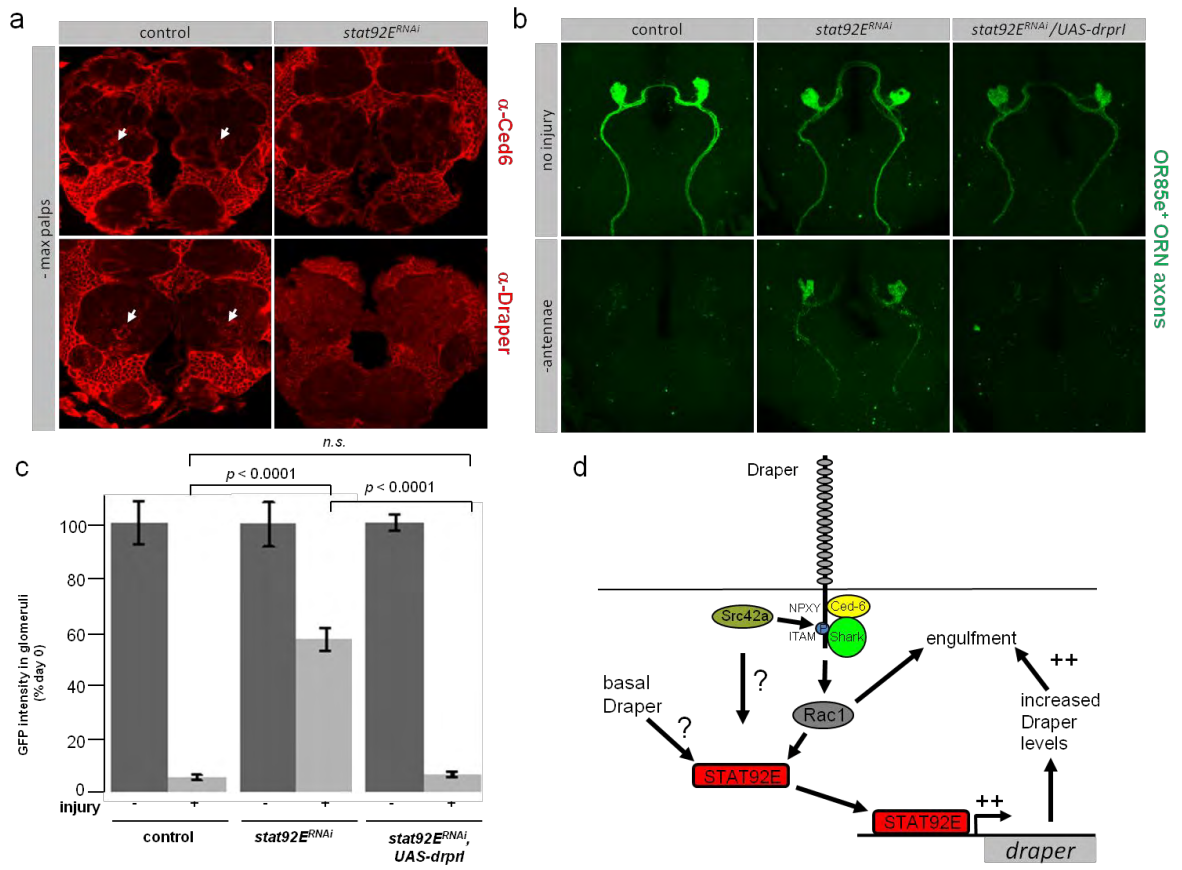 a
control
stat92E^RNAi
- max palps
α-Ced6
α-Draper
b
control
stat92E^RNAi
stat92E^RNAi/UAS-drprI
no injury
-antennae
OR85e+ ORN axons
c
n.s.
p < 0.0001
p < 0.0001
GFP intensity in glomeruli
(% day 0)
100
80
60
40
20
0
injury - + - + - +
control
stat92E^RNAi
stat92E^RNAi,
UAS-drprI
d
Draper
NPXY
Ced-6
Src42a
P
ITAM
Shark
engulfment
?
++
basal
Draper
?
Rac1
increased
Draper
levels
STAT92E
++
STAT92E
draper